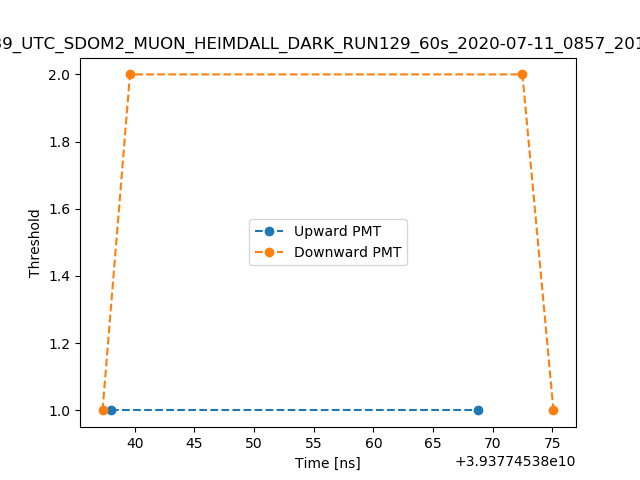 39_UTC_SDOM2_MUON_HEIMDALL_DARK_RUN129_60s_2020-07-11_0857_201
2.0
1.8
1.6
1.4
1.2
1.0
Threshold
Upward PMT
Downward PMT
40 45 50 55 60 65 70 75
Time [ns]
+3.93774538e10